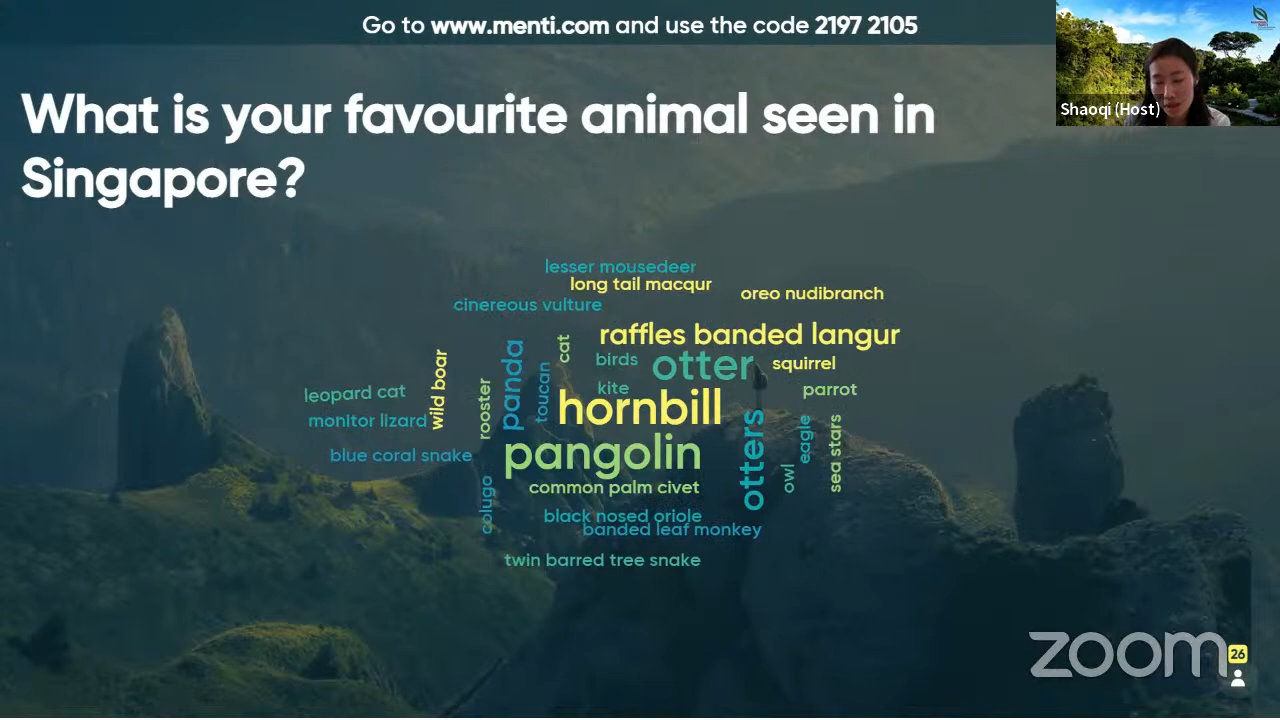 Go to www.menti.com and use the code 2197 2105
Shaoqi (Host)
What is your favourite animal seen in
Singapore?
lesser mousedeer
long tail macqur
oreo nudibranch
cinereous vulture
raffles banded langur
cat
birds
otter
squirrel
panda
toucan
wild boar
leopard cat
rooster
kite
parrot
monitor lizard
hornbill
otters
eagle
sea stars
blue coral snake
pangolin
owl
common palm civet
colugo
black nosed oriole
banded leaf monkey
twin barred tree snake
zoom
26